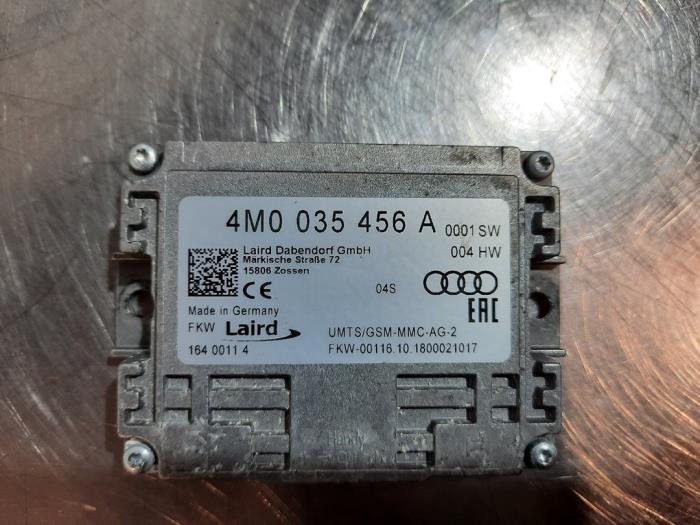 4M0 035 456 A 0001 SW
004 HW
Laird Dabendorf GmbH
Märkische Straße 72
15806 Zossen
CE 04S
EAC
Made in Germany
FKW Laird UMTS/GSM-MMC-AG-2
164 0011 4 FKW-00116.10.1800021017